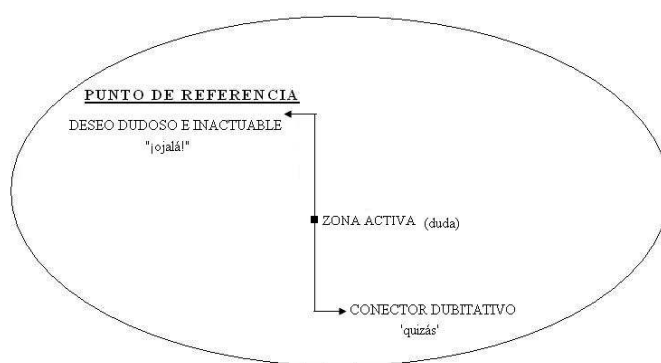 PUNTO DE REFERENCIA
DESEO DUDOSO E INACTUABLE
"¡ojalá!"
ZONA ACTIVA (duda)
CONECTOR DUBITATIVO
'quizás'